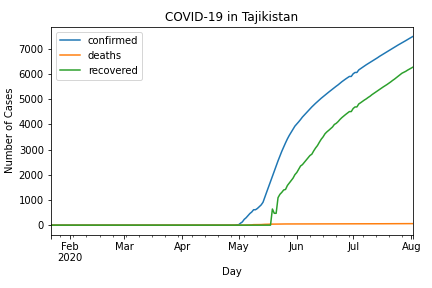 COVID-19 in Tajikistan
confirmed
deaths
recovered
Number of Cases
7000
6000
5000
4000
3000
2000
1000
0
Feb
2020
Mar
Apr
May
Jun
Jul
Aug
Day